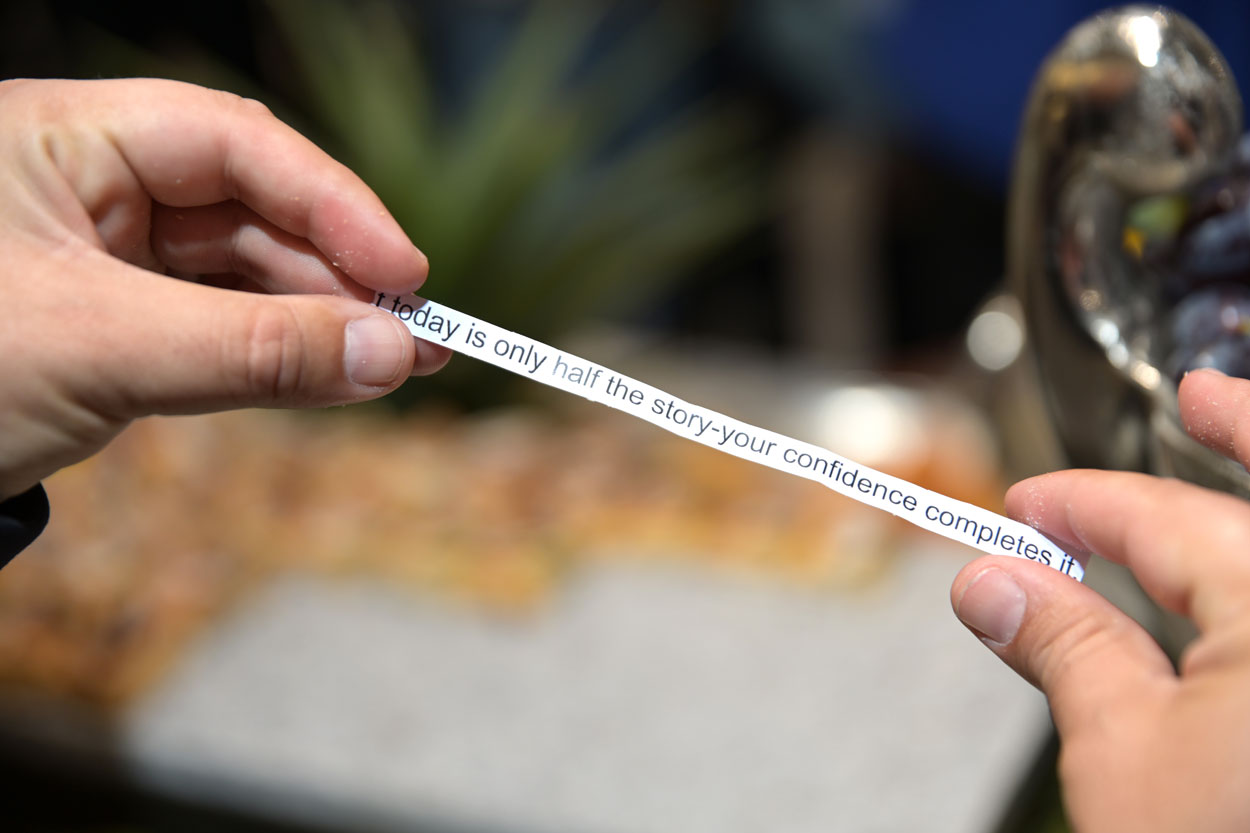 t today is only half the story-your confidence completes it.